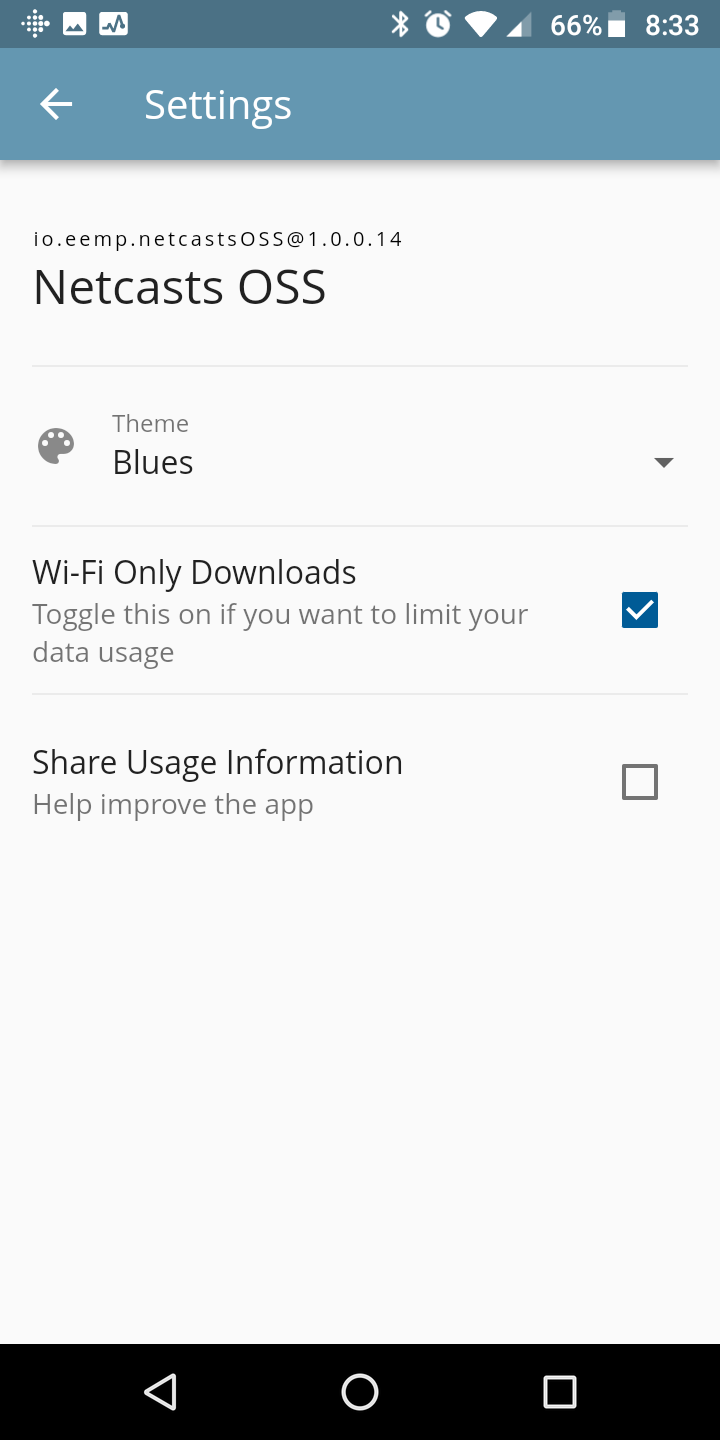 66% 8:33
Settings
io.eemp.netcastsOSS@1.0.0.14
Netcasts OSS
Theme
Blues
Wi-Fi Only Downloads
Toggle this on if you want to limit your
data usage
Share Usage Information
Help improve the app